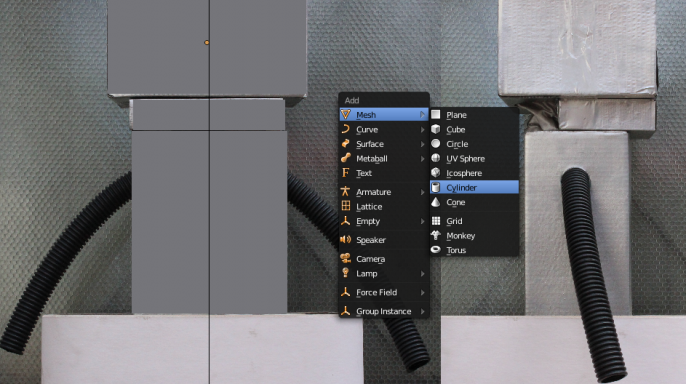 Add
Mesh
Curve
Surface
Metaball
Text
Armature
Lattice
Empty
Speaker
Camera
Lamp
Force Field
Group Instance
Plane
Cube
Circle
UV Sphere
Icosphere
Cylinder
Cone
Grid
Monkey
Torus